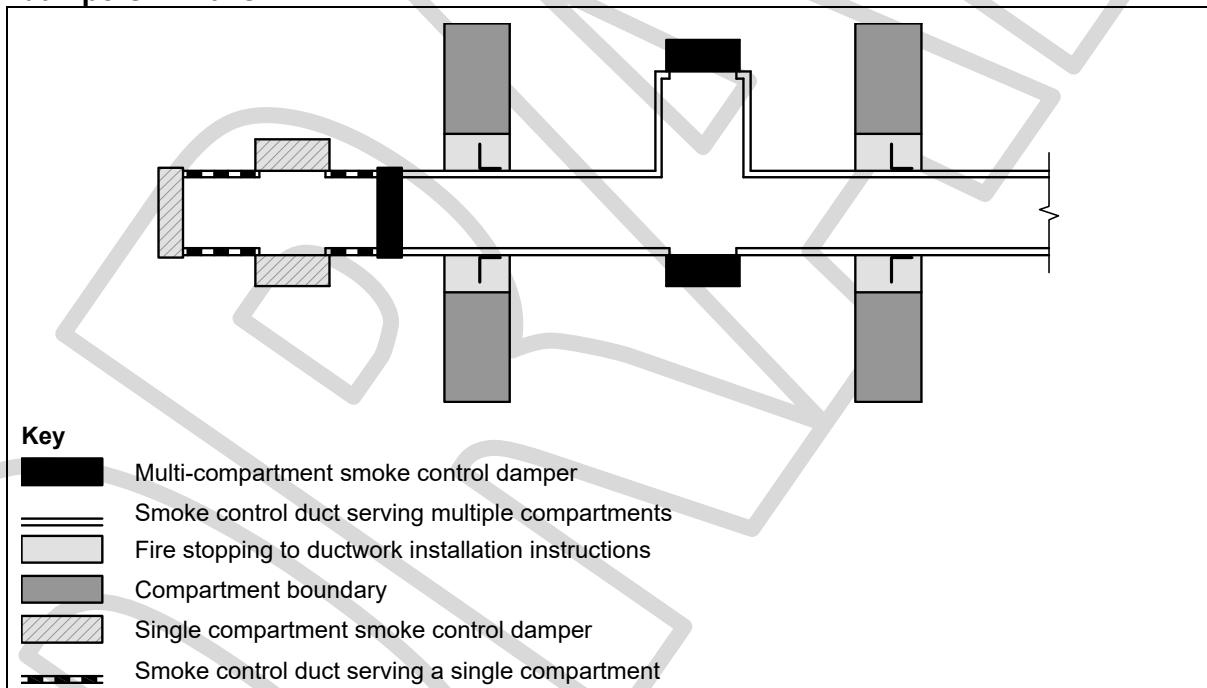 Key
Multi-compartment smoke control damper
Smoke control duct serving multiple compartments
Fire stopping to ductwork installation instructions
Compartment boundary
Single compartment smoke control damper
Smoke control duct serving a single compartment